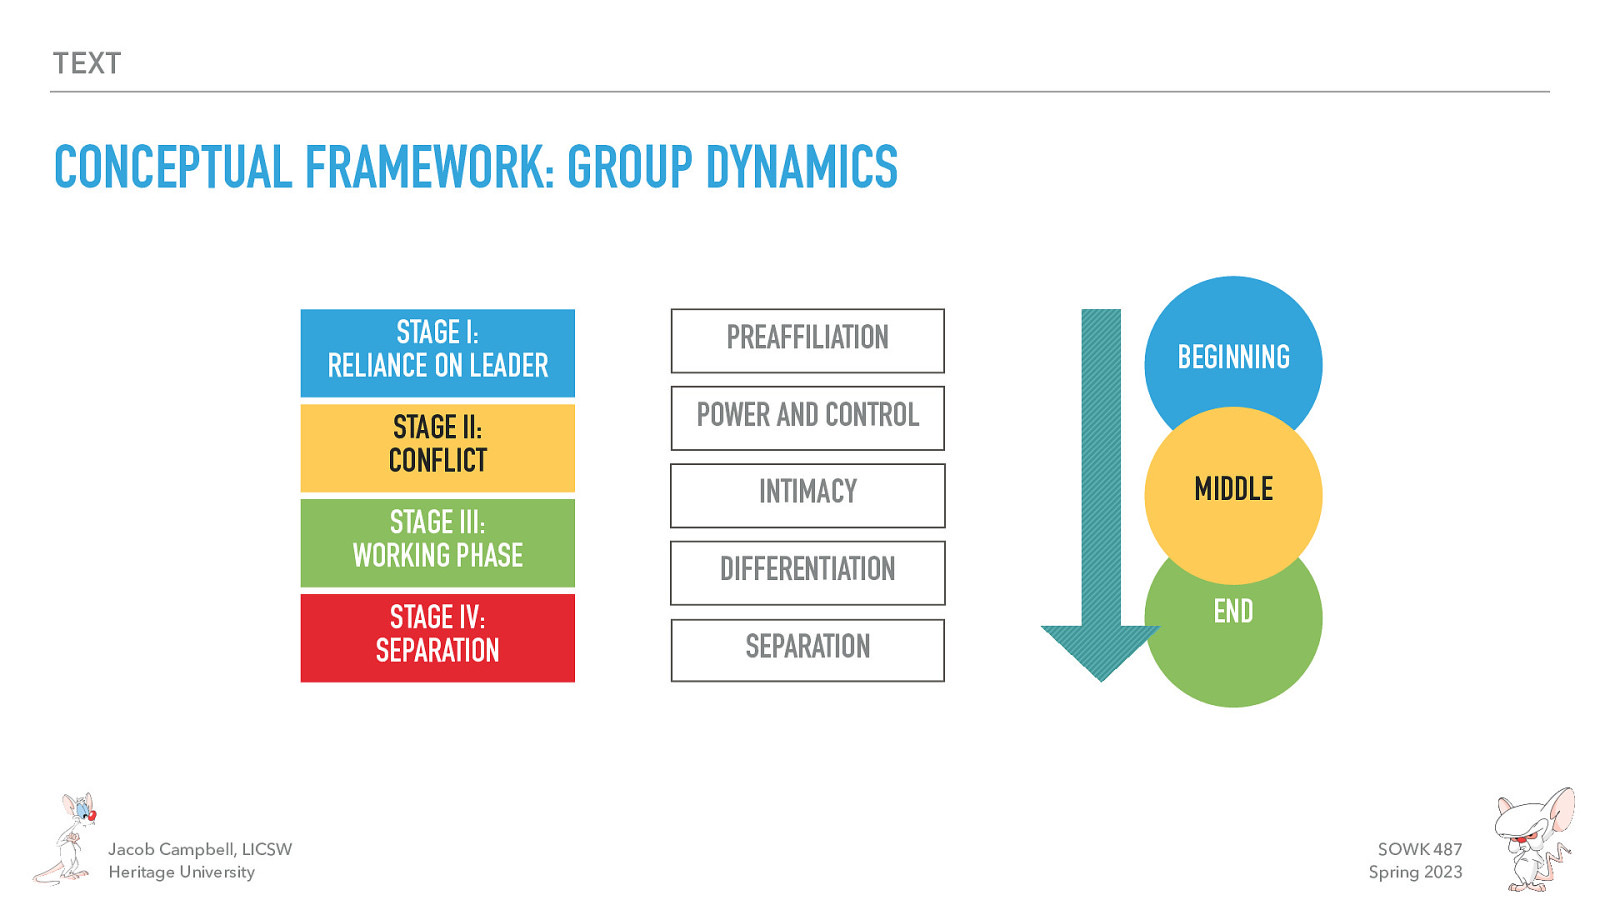 TEXT
CONCEPTUAL FRAMEWORK: GROUP DYNAMICS
STAGE I:
RELIANCE ON LEADER
STAGE II:
CONFLICT
STAGE III:
WORKING PHASE
STAGE IV:
SEPARATION
PREAFFILIATION
POWER AND CONTROL
INTIMACY
DIFFERENTIATION
SEPARATION
BEGINNING
MIDDLE
END
Jacob Campbell, LICSW
Heritage University
SOWK 487
Spring 2023